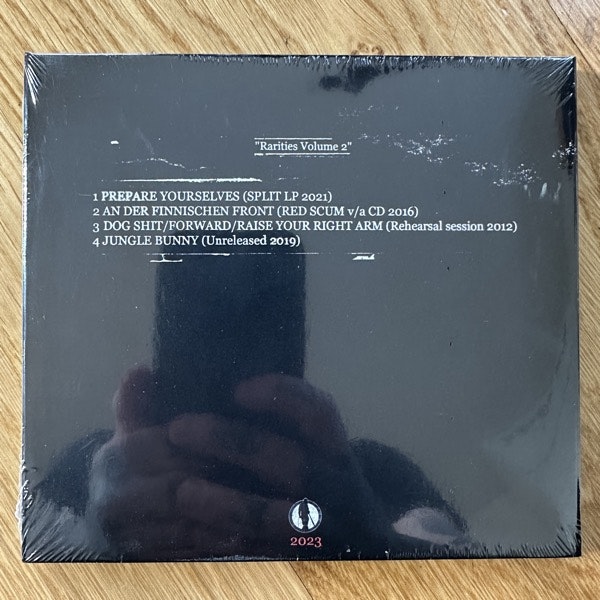 "Rarities Volume 2"
1 PREPARE YOURSELVES (SPLIT LP 2021)
2 AN DER FINNISCHEN FRONT (RED SCUM v/a CD 2016)
3 DOG SHIT/FORWARD/RAISE YOUR RIGHT ARM (Rehearsal session 2012)
4 JUNGLE BUNNY (Unreleased 2019)
2023